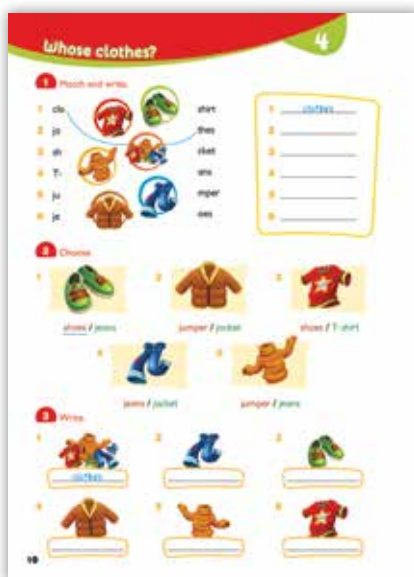 Whose clothes? 4
1 Match and write.
1 clo shirt 1 clothes
2 ja thes 2
3 sh cket 3
4 T- ans 4
5 ju mper 5
6 je oes 6
2 Choose.
1 2 3
shoes / jeans jumper / jacket shoes / T-shirt
4 5
jeans / jacket jumper / jeans
3 Write.
1 2 3
clothes
4 5 6
10